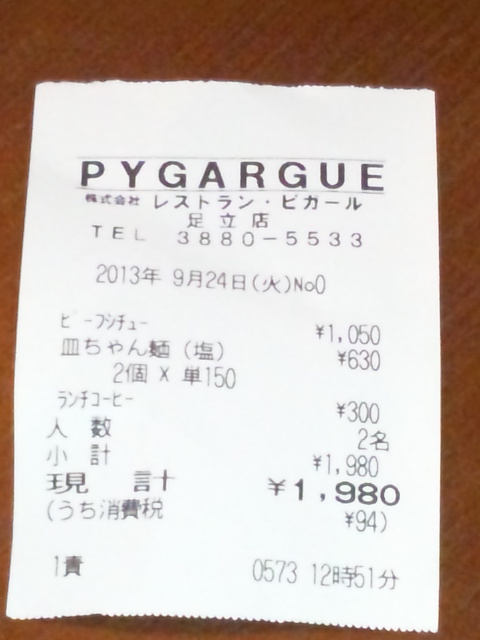 PYGARGUE
株式会社 レストラン・ピガール
足立店
TEL 3880-5533
2013年 9月24日(火)No0
ビーフシチュー ¥1,050
皿ちゃん麺(塩) ¥630
2個 X 単150
ランチコーヒー ¥300
人数 2名
小計 ¥1,980
現計 ¥1,980
(うち消費税 ¥94)
1責 0573 12時51分